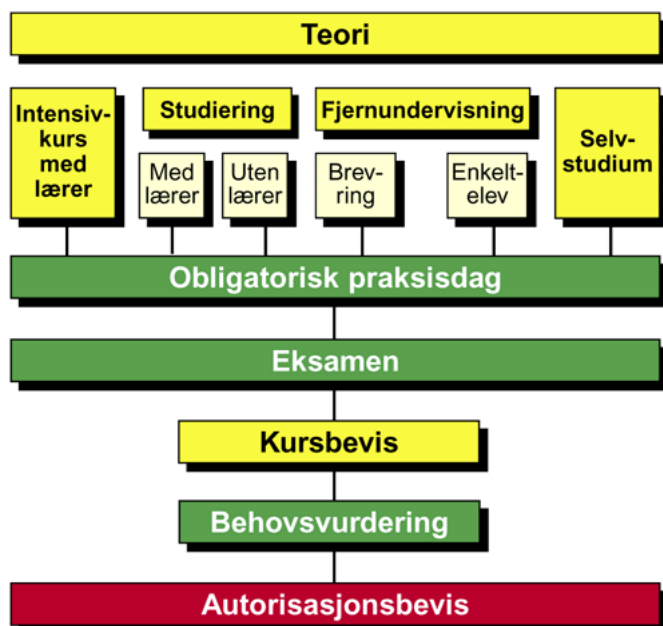 Teori
Intensiv-
kurs
med
lærer
Studiering
Fjernundervisning
Selv-
studium
Med
lærer
Uten
lærer
Brev-
ring
Enkelt-
elev
Obligatorisk praksisdag
Eksamen
Kursbevis
Behovsvurdering
Autorisasjonsbevis